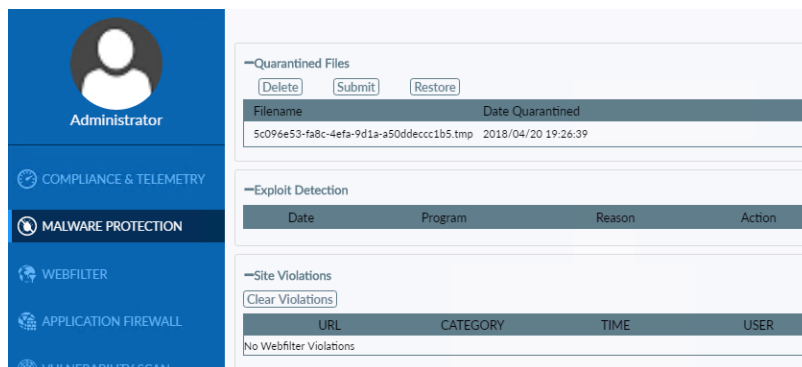 Administrator
COMPLIANCE & TELEMETRY
MALWARE PROTECTION
WEBFILTER
APPLICATION FIREWALL
VULNERABILITY SCAN
Quarantined Files
Delete Submit Restore
Filename Date Quarantined
5c096e53-fa8c-4efa-9d1a-a50ddeccc1b5.tmp 2018/04/20 19:26:39
Exploit Detection
Date Program Reason Action
Site Violations
Clear Violations
URL CATEGORY TIME USER
No Webfilter Violations